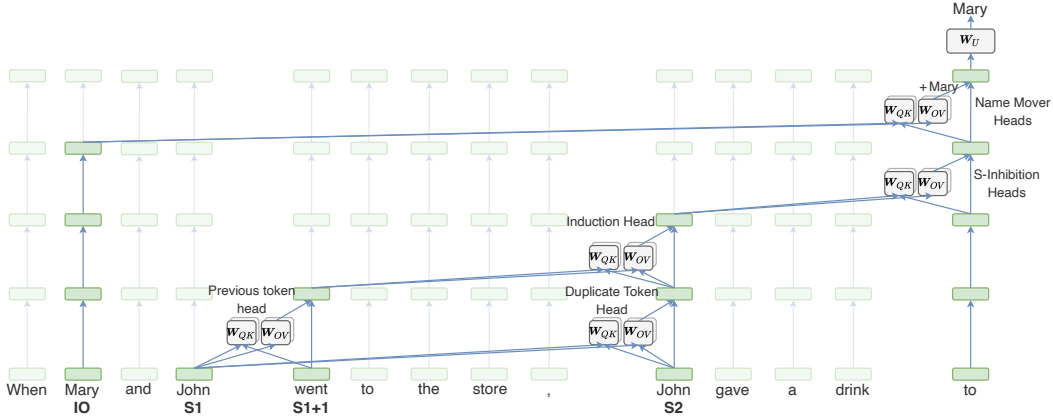 Mary
W_U
+ Mary
W_QK W_OV
Name Mover
Heads
W_QK W_OV
S-Inhibition
Heads
Induction Head
W_QK W_OV
Previous token
head
Duplicate Token
Head
W_QK W_OV
W_QK W_OV
When Mary and John went to the store , John gave a drink to
IO S1 S1+1 S2